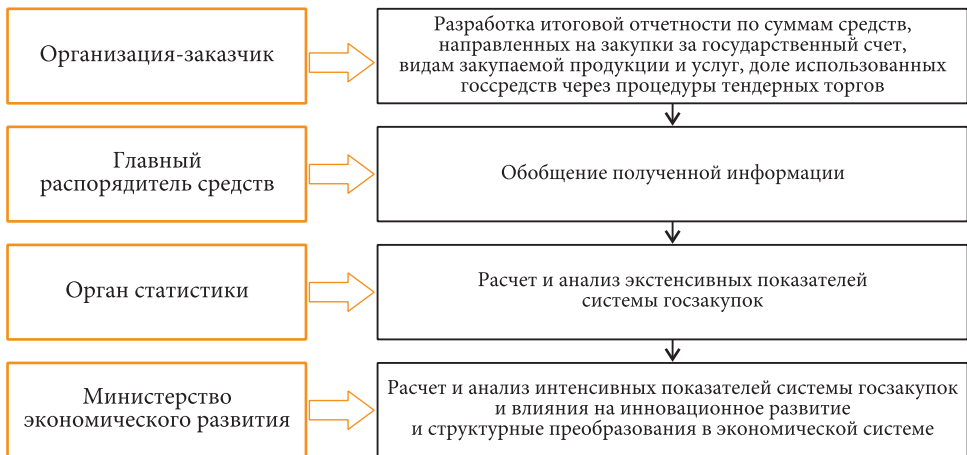 Организация-заказчик
Разработка итоговой отчетности по суммам средств,
направленных на закупки за государственный счет,
видам закупаемой продукции и услуг, доле использованных
госсредств через процедуры тендерных торгов
Главный
распорядитель средств
Обобщение полученной информации
Орган статистики
Расчет и анализ экстенсивных показателей
системы госзакупок
Министерство
экономического развития
Расчет и анализ интенсивных показателей системы госзакупок
и влияния на инновационное развитие
и структурные преобразования в экономической системе